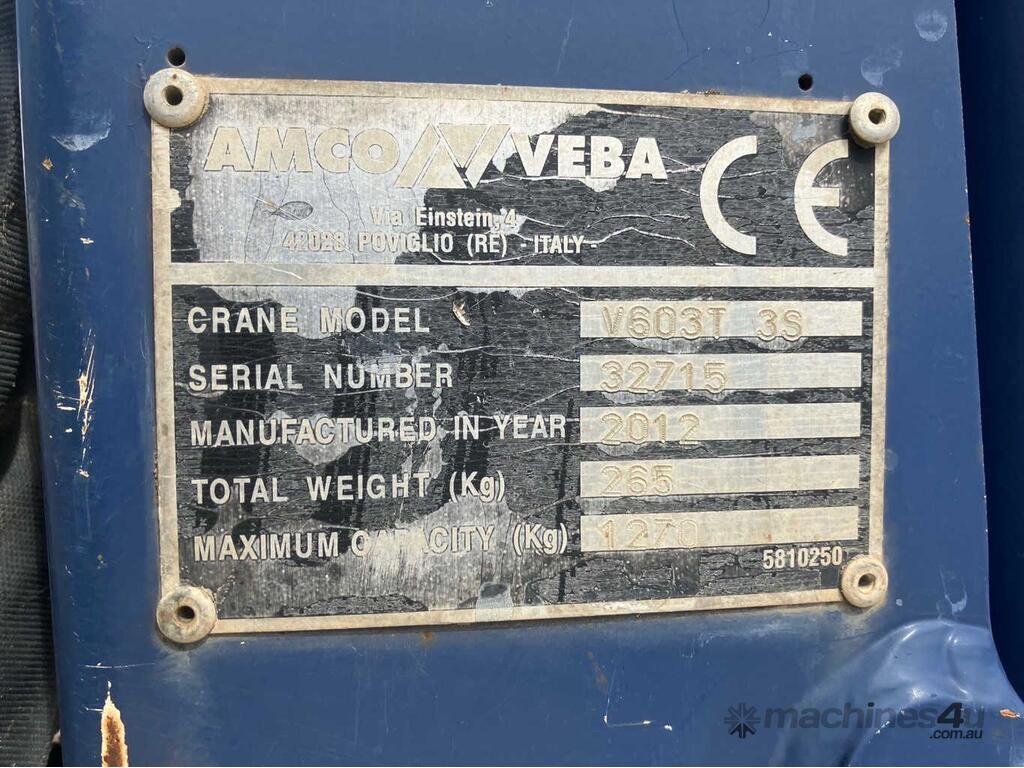 AMCO VEBA CE
Via Einstein, 4
42028 POVIGLIO (RE) - ITALY -
CRANE MODEL V603T 3S
SERIAL NUMBER 32715
MANUFACTURED IN YEAR 2012
TOTAL WEIGHT (Kg) 265
MAXIMUM CAPACITY (Kg) 1270
5810250
machines4u
.com.au